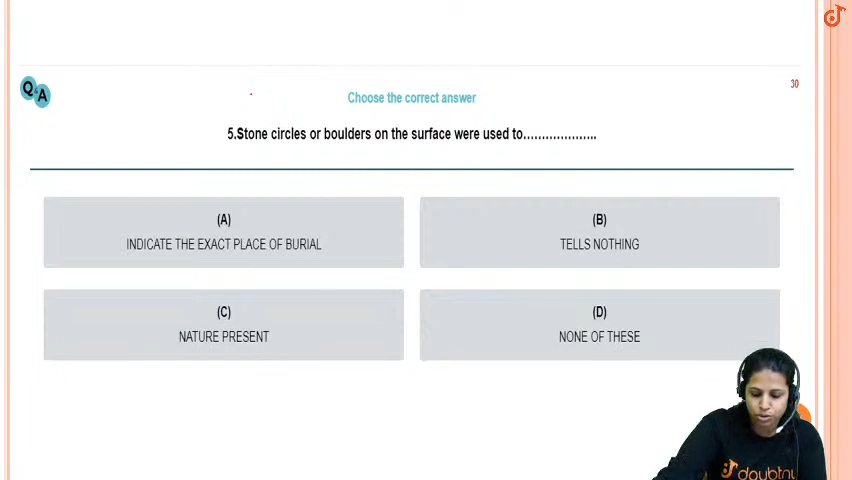 Q&A
30
Choose the correct answer
5.Stone circles or boulders on the surface were used to....................
(A)
INDICATE THE EXACT PLACE OF BURIAL
(B)
TELLS NOTHING
(C)
NATURE PRESENT
(D)
NONE OF THESE
doubtnu